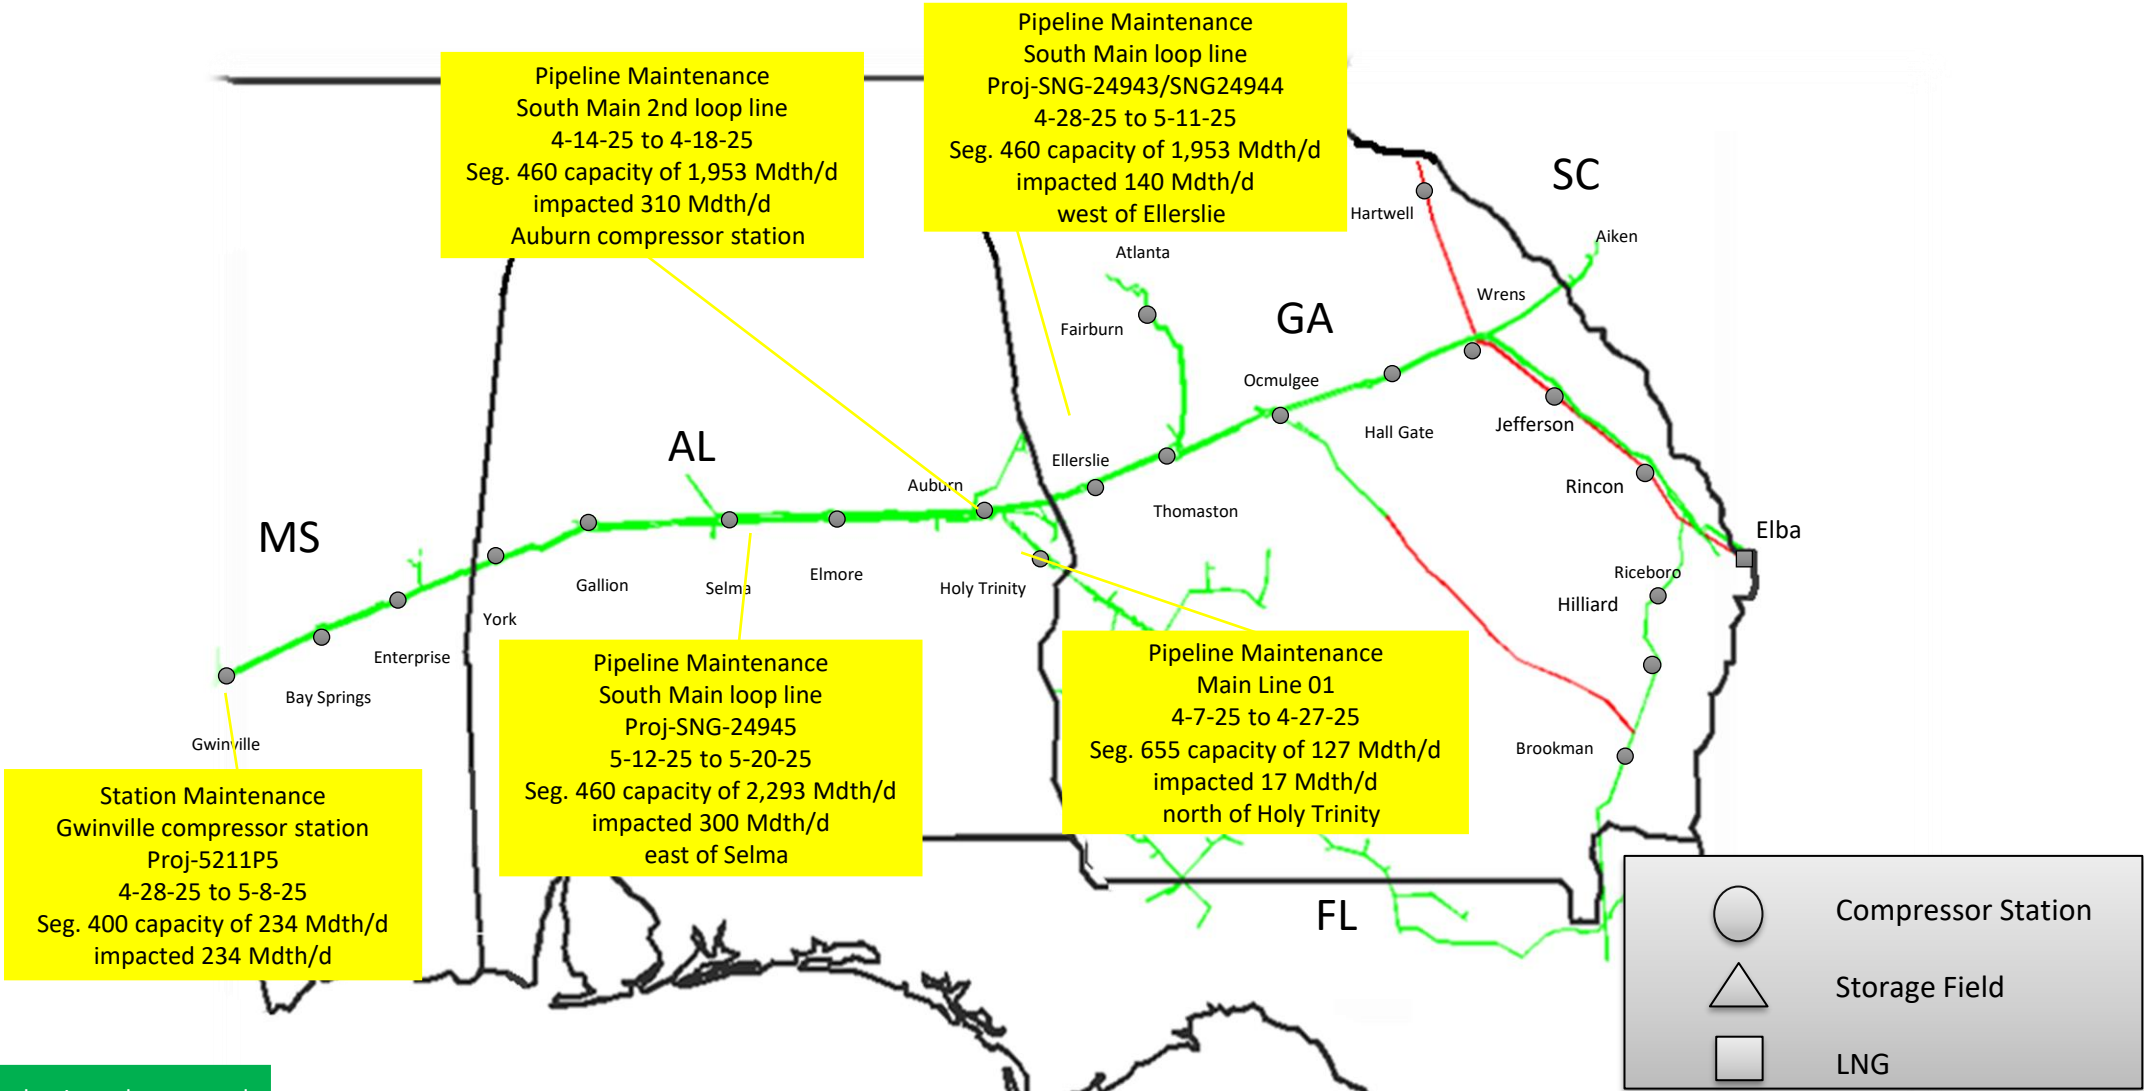 Pipeline Maintenance
South Main 2nd loop line
4-14-25 to 4-18-25
Seg. 460 capacity of 1,953 Mdth/d
impacted 310 Mdth/d
Auburn compressor station
Pipeline Maintenance
South Main loop line
Proj-SNG-24943/SNG24944
4-28-25 to 5-11-25
Seg. 460 capacity of 1,953 Mdth/d
impacted 140 Mdth/d
west of Ellerslie
SC
Hartwell
Aiken
Atlanta
Wrens
GA
Fairburn
Ocmulgee
Hall Gate
Jefferson
AL
Ellerslie
Auburn
Rincon
Thomaston
MS
Elba
Gallion
Selma
Elmore
Holy Trinity
Riceboro
Hilliard
York
Enterprise
Bay Springs
Gwinville
Brookman
Pipeline Maintenance
South Main loop line
Proj-SNG-24945
5-12-25 to 5-20-25
Seg. 460 capacity of 2,293 Mdth/d
impacted 300 Mdth/d
east of Selma
Pipeline Maintenance
Main Line 01
4-7-25 to 4-27-25
Seg. 655 capacity of 127 Mdth/d
impacted 17 Mdth/d
north of Holy Trinity
Station Maintenance
Gwinville compressor station
Proj-5211P5
4-28-25 to 5-8-25
Seg. 400 capacity of 234 Mdth/d
impacted 234 Mdth/d
FL
Compressor Station
Storage Field
LNG